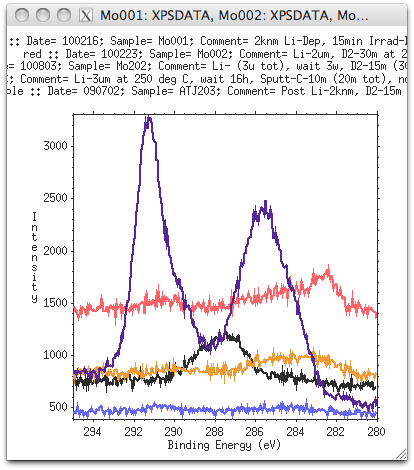 Mo001: XPSDATA, Mo002: XPSDATA, Mo...
:: Date= 100216; Sample= Mo001; Comment= 2knm Li-Dep, 15min Irrad-D
red :: Date= 100223; Sample= Mo002; Comment= Li-2um, D2-30m at 2
= 100803; Sample= Mo202; Comment= Li- (3u tot), wait 3w, D2-15m (30
t; Comment= Li-3um at 250 deg C, wait 16h, Sputt-C-10m (20m tot), no
ple :: Date= 090702; Sample= ATJ203; Comment= Post Li-2knm, D2-15m
3000
2500
2000
1500
1000
500
Intensity
294 292 290 288 286 284 282 280
Binding Energy (eV)